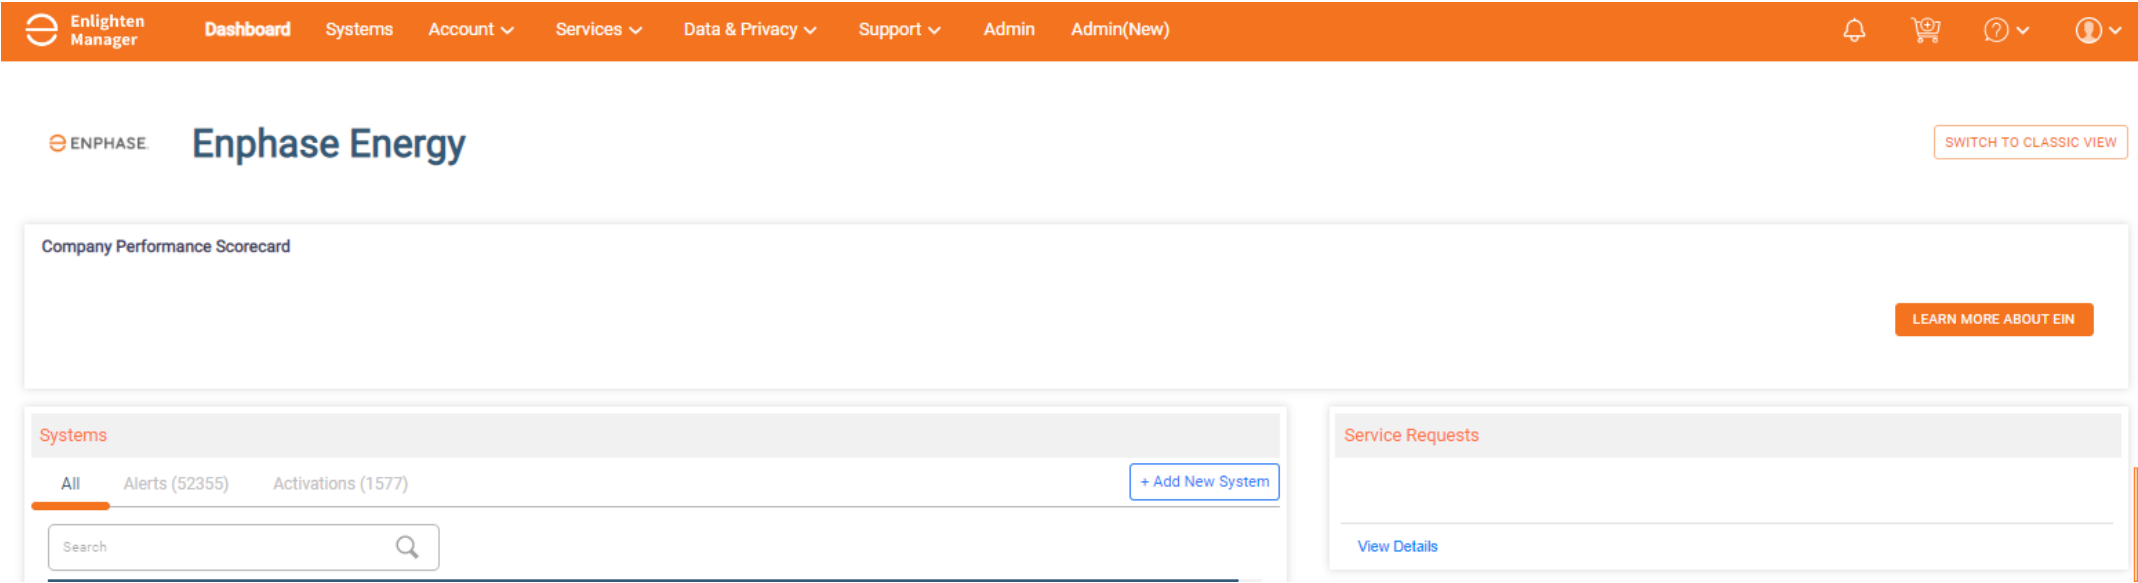 Enlighten Manager Dashboard Systems Account Services Data & Privacy Support Admin Admin(New)
ENPHASE Enphase Energy SWITCH TO CLASSIC VIEW
Company Performance Scorecard
LEARN MORE ABOUT EIN
Systems
All Alerts (52355) Activations (1577) + Add New System
Search
Service Requests
View Details